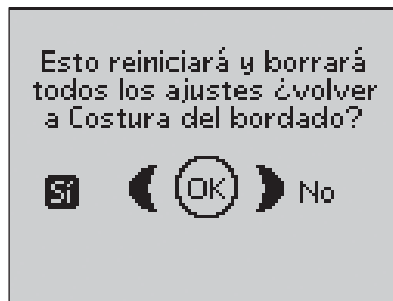 Esto reiniciará y borrará
todos los ajustes ¿volver
a Costura del bordado?
Sí OK No